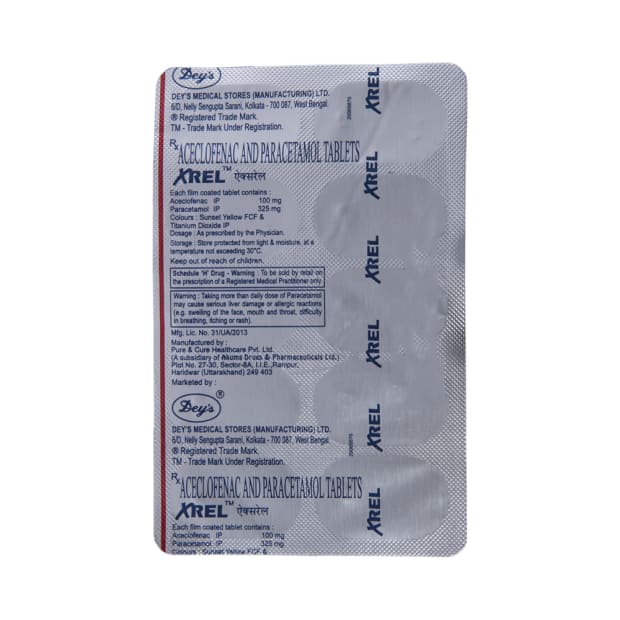 Dey's
DEY'S MEDICAL STORES (MANUFACTURING) LTD.
6/D, Nelly Sengupta Sarani, Kolkata - 700 087, West Bengal.
® Registered Trade Mark.
TM - Trade Mark Under Registration.
Rx ACECLOFENAC AND PARACETAMOL TABLETS
XREL™ ऐक्सरेल
Each film coated tablet contains :
Aceclofenac IP 100 mg
Paracetamol IP 325 mg
Colours : Sunset Yellow FCF &
Titanium Dioxide IP
Dosage : As prescribed by the Physician.
Storage : Store protected from light & moisture, at a
temperature not exceeding 30°C.
Keep out of reach of children.
Schedule 'H' Drug - Warning : To be sold by retail on
the prescription of a Registered Medical Practitioner only.
Warning : Taking more than daily dose of Paracetamol
may cause serious liver damage or allergic reactions
(e.g. swelling of the face, mouth and throat, difficulty
in breathing, itching or rash).
Mfg. Lic. No. 31/UA/2013
Manufactured by :
Pure & Cure Healthcare Pvt. Ltd.
(A subsidiary of Akums Drugs & Pharmaceuticals Ltd.)
Plot No. 27-30, Sector-8A, I.I.E., Ranipur,
Haridwar (Uttarakhand) 249 403
Marketed by :
Dey's ®
DEY'S MEDICAL STORES (MANUFACTURING) LTD.
6/D, Nelly Sengupta Sarani, Kolkata - 700 087, West Bengal.
® Registered Trade Mark.
TM - Trade Mark Under Registration.
Rx ACECLOFENAC AND PARACETAMOL TABLETS
XREL™ ऐक्सरेल
Each film coated tablet contains :
Aceclofenac IP 100 mg
Paracetamol IP 325 mg
Colours : Sunset Yellow FCF &
XREL
XREL
XREL
XREL
XREL